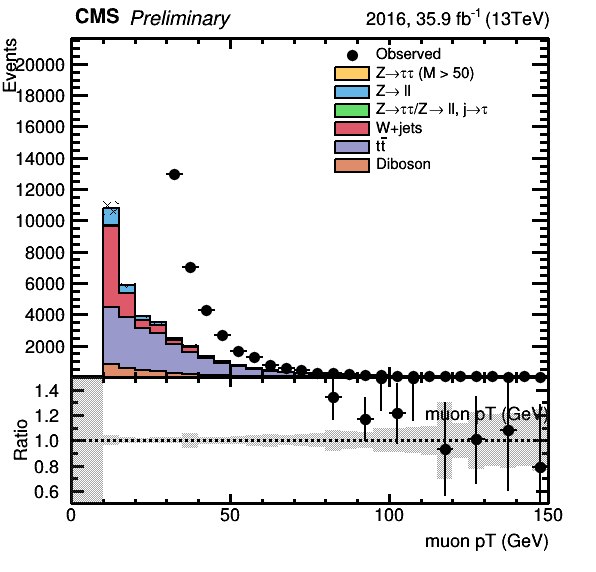 CMS Preliminary 2016, 35.9 fb⁻¹ (13TeV)
Events
20000
18000
16000
14000
12000
10000
8000
6000
4000
2000
Observed
Z→ττ (M > 50)
Z→ ll
Z→ττ/Z→ ll, j→τ
W+jets
tt̄
Diboson
muon pT (GeV)
Ratio
1.4
1.2
1.0
0.8
0.6
0 50 100 150
muon pT (GeV)